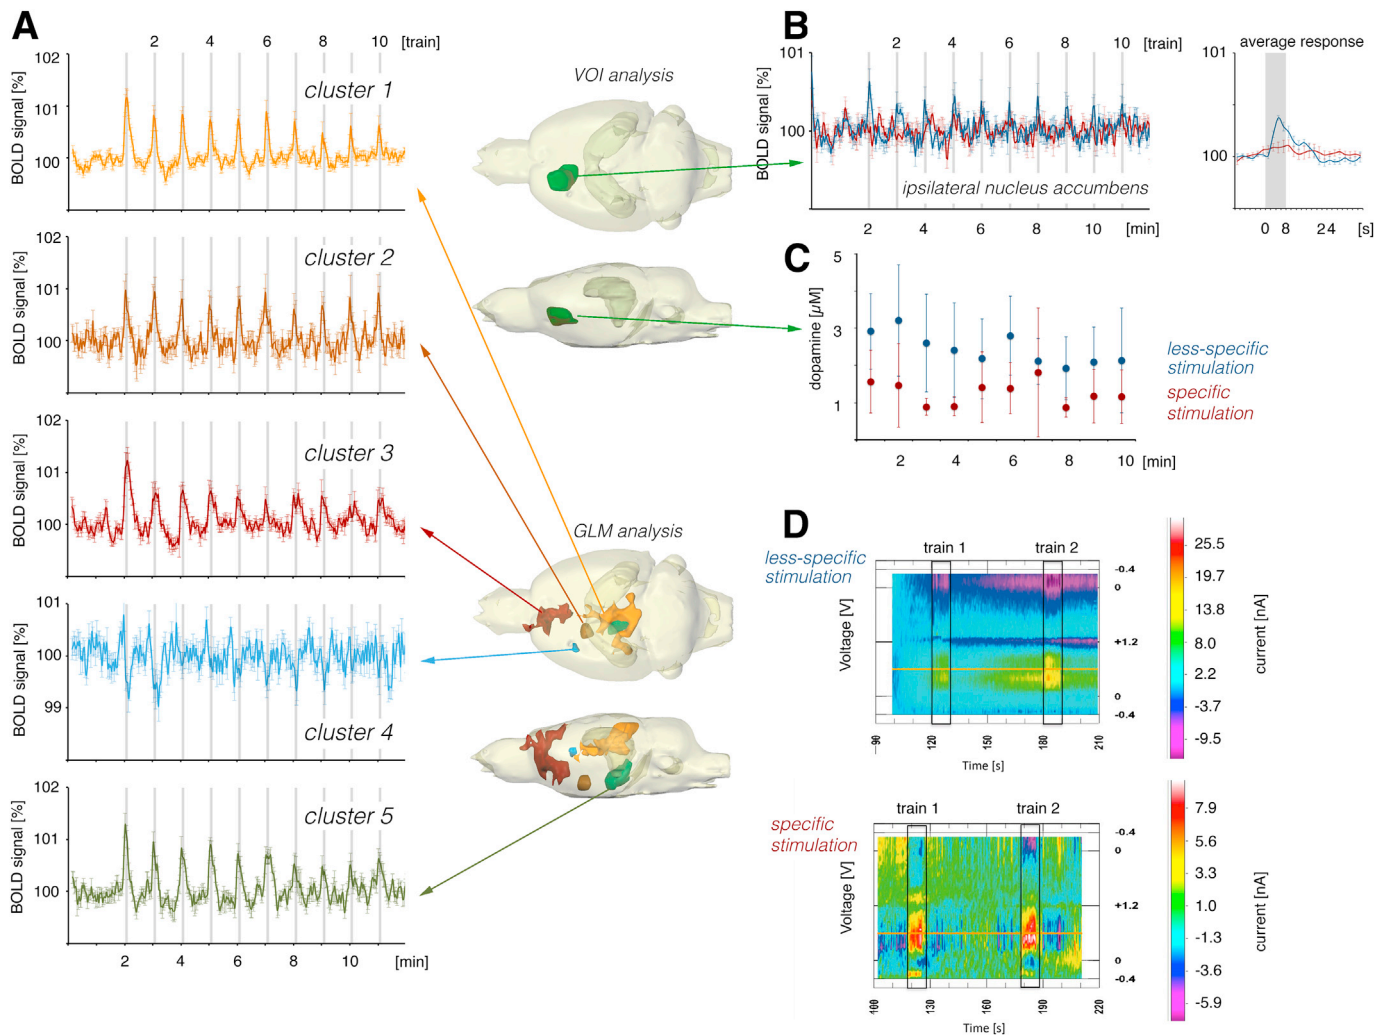 A
2 4 6 8 10 [train]
102
101
100
BOLD signal [%]
cluster 1
102
101
100
BOLD signal [%]
cluster 2
102
101
100
BOLD signal [%]
cluster 3
101
100
99
BOLD signal [%]
cluster 4
102
101
100
BOLD signal [%]
cluster 5
2 4 6 8 10 [min]
VOI analysis
GLM analysis
B
2 4 6 8 10 [train]
101
100
BOLD signal [%]
ipsilateral nucleus accumbens
2 4 6 8 10 [min]
average response
101
100
0 8 24 [s]
C
5
3
1
dopamine [µM]
2 4 6 8 10 [min]
less-specific
stimulation
specific
stimulation
D
less-specific
stimulation
train 1 train 2
Voltage [V]
-0.4
0
+1.2
0
-0.4
90 120 150 180 210
Time [s]
25.5
19.7
13.8
8.0
2.2
-3.7
-9.5
current [nA]
specific
stimulation
train 1 train 2
Voltage [V]
-0.4
0
+1.2
0
-0.4
100 130 160 190 220
Time [s]
7.9
5.6
3.3
1.0
-1.3
-3.6
-5.9
current [nA]